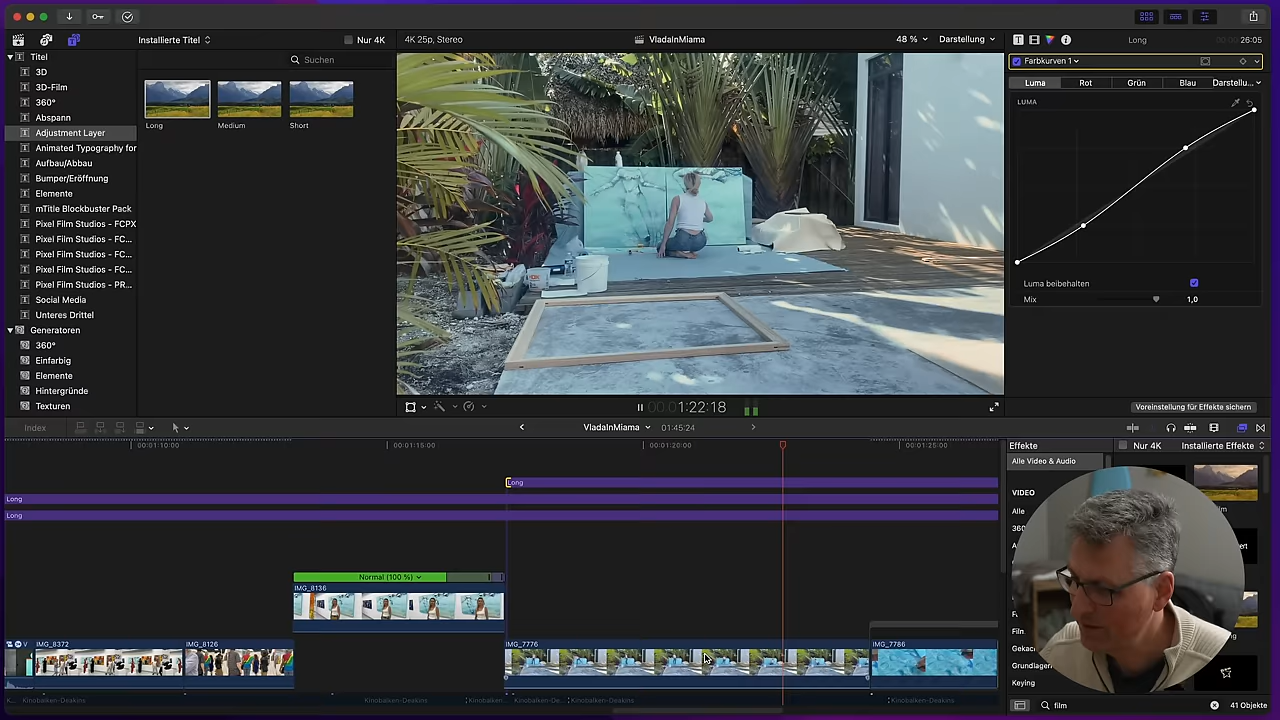 Installierte Titel
Nur 4K
4K 25p, Stereo
VladaInMiama
48 %
Darstellung
Long
26:05
Titel
3D
3D-Film
360°
Abspann
Adjustment Layer
Animated Typography for
Aufbau/Abbau
Bumper/Eröffnung
Elemente
mTitle Blockbuster Pack
Pixel Film Studios - FCPX
Pixel Film Studios - FC...
Pixel Film Studios - FC...
Pixel Film Studios - FC...
Pixel Film Studios - PR...
Social Media
Unteres Drittel
Generatoren
360°
Einfarbig
Elemente
Hintergründe
Texturen
Suchen
Long
Medium
Short
Farbkurven 1
Luma
Rot
Grün
Blau
Darstellu...
LUMA
Luma beibehalten
Mix
1,0
Voreinstellung für Effekte sichern
1:22:18
Index
VladaInMiama
01:45:24
00:01:10:00
00:01:15:00
00:01:20:00
00:01:25:00
Long
Long
Long
Normal (100 %)
IMG_8136
IMG_8372
IMG_8126
IMG_7776
IMG_7786
K...
Kinobalken-Deakins
Kinobalken-Deakins
Kinobalken-D...
Kinobalken-De...
Kinobalken-Deakins
Kinobalken-Deakins
Effekte
Nur 4K
Installierte Effekte
Alle Video & Audio
VIDEO
Alle
Film
Gekac
Grundlager
Keying
film
41 Objekte